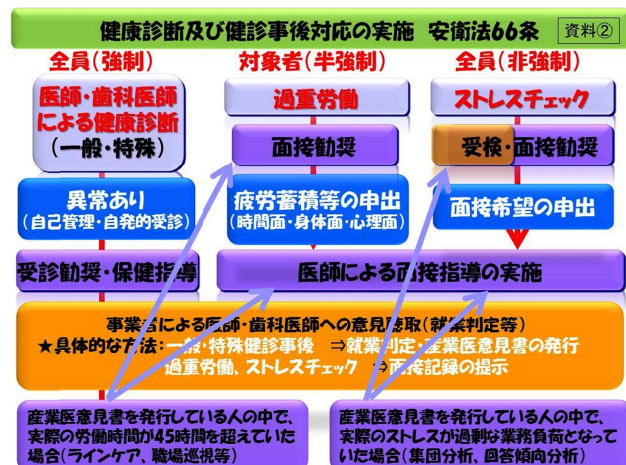 健康診断及び健診事後対応の実施 安衛法66条
資料②
全員(強制)
対象者(半強制)
全員(非強制)
医師・歯科医師
による健康診断
(一般・特殊)
過重労働
ストレスチェック
面接勧奨
受検・面接勧奨
異常あり
(自己管理・自発的受診)
疲労蓄積等の申出
(時間面・身体面・心理面)
面接希望の申出
受診勧奨・保健指導
医師による面接指導の実施
事業者による医師・歯科医師への意見聴取(就業判定等)
★具体的な方法:一般・特殊健診事後 ⇒就業判定・産業医意見書の発行
過重労働、ストレスチェック ⇒面接記録の提示
産業医意見書を発行している人の中で、
実際の労働時間が45時間を超えていた
場合(ラインケア、職場巡視等)
産業医意見書を発行している人の中で、
実際のストレスが過剰な業務負荷となっ
ていた場合(集団分析、回答傾向分析)